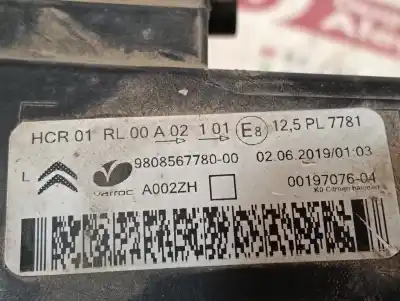 HCR 01 RL 00 A 02 1 01 E8 12,5 PL 7781
L varroc 9808567780-00 02.06.2019/01:03
A002ZH 00197076-04